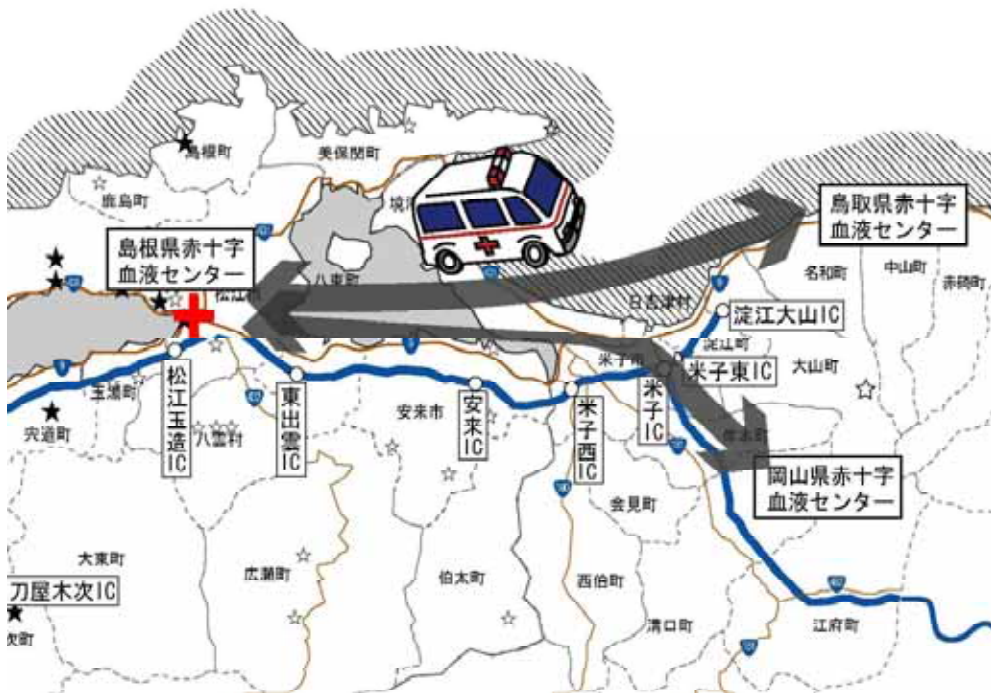 島根町
美保関町
鹿島町
鳥取県赤十字
血液センター
島根県赤十字
血液センター
八束町
名和町
中山町
赤碕町
日吉津村
淀江大山IC
淀江町
米子東IC
大山町
玉湯町
松江玉造IC
東出雲IC
安来市
安来IC
米子西IC
米子IC
宍道町
八雲村
岡山県赤十字
血液センター
会見町
大東町
刀屋木次IC
広瀬町
伯太町
西伯町
溝口町
江府町
次町